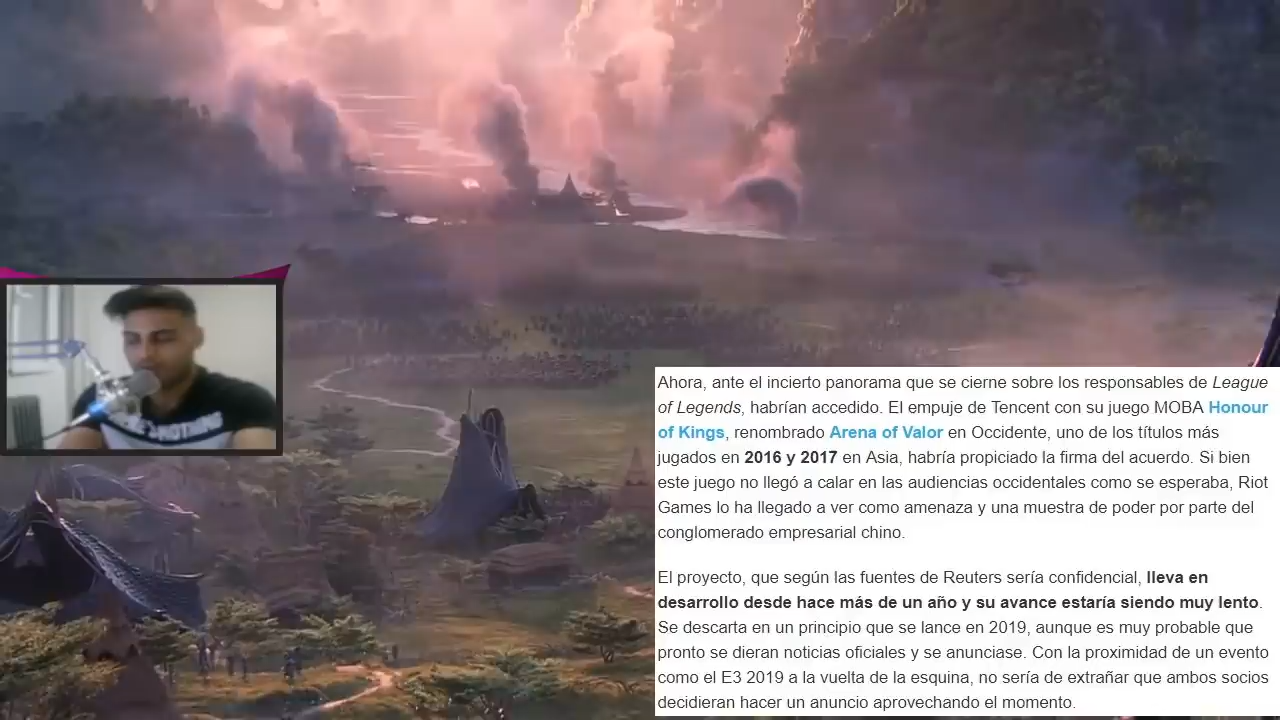 Ahora, ante el incierto panorama que se cierne sobre los responsables de League
of Legends, habrían accedido. El empuje de Tencent con su juego MOBA Honour
of Kings, renombrado Arena of Valor en Occidente, uno de los títulos más
jugados en 2016 y 2017 en Asia, habría propiciado la firma del acuerdo. Si bien
este juego no llegó a calar en las audiencias occidentales como se esperaba, Riot
Games lo ha llegado a ver como amenaza y una muestra de poder por parte del
conglomerado empresarial chino.
El proyecto, que según las fuentes de Reuters sería confidencial, lleva en
desarrollo desde hace más de un año y su avance estaría siendo muy lento.
Se descarta en un principio que se lance en 2019, aunque es muy probable que
pronto se dieran noticias oficiales y se anunciase. Con la proximidad de un evento
como el E3 2019 a la vuelta de la esquina, no sería de extrañar que ambos socios
decidieran hacer un anuncio aprovechando el momento.